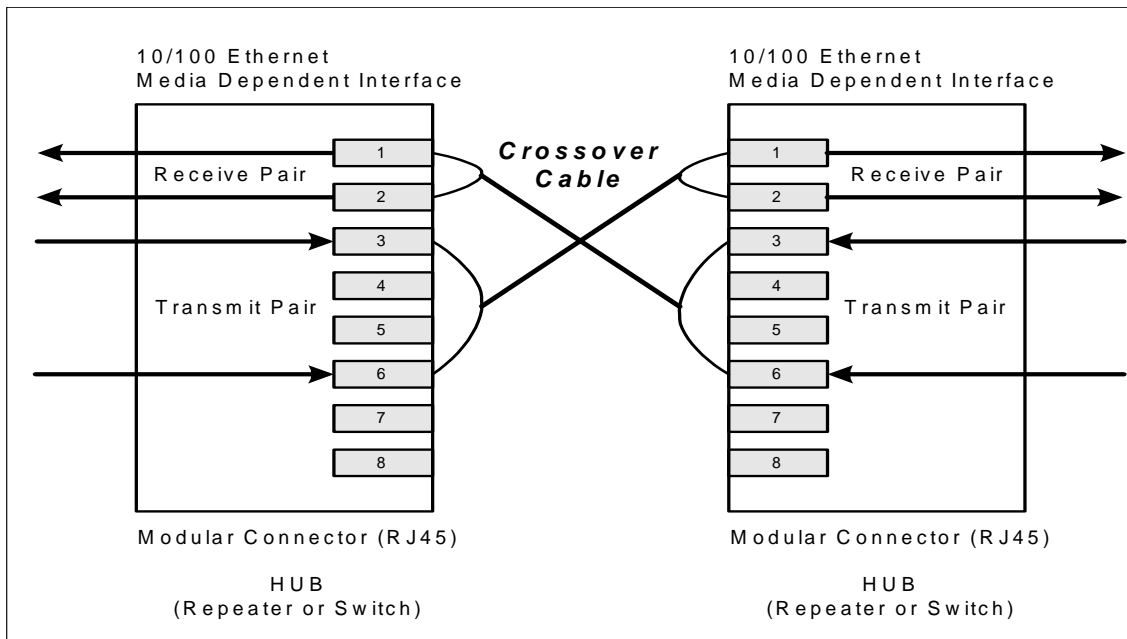 10/100 Ethernet
Media Dependent Interface
10/100 Ethernet
Media Dependent Interface
1
Receive Pair
2
3
4
Transmit Pair
5
6
7
8
Crossover
Cable
1
Receive Pair
2
3
4
Transmit Pair
5
6
7
8
Modular Connector (RJ45)
HUB
(Repeater or Switch)
Modular Connector (RJ45)
HUB
(Repeater or Switch)